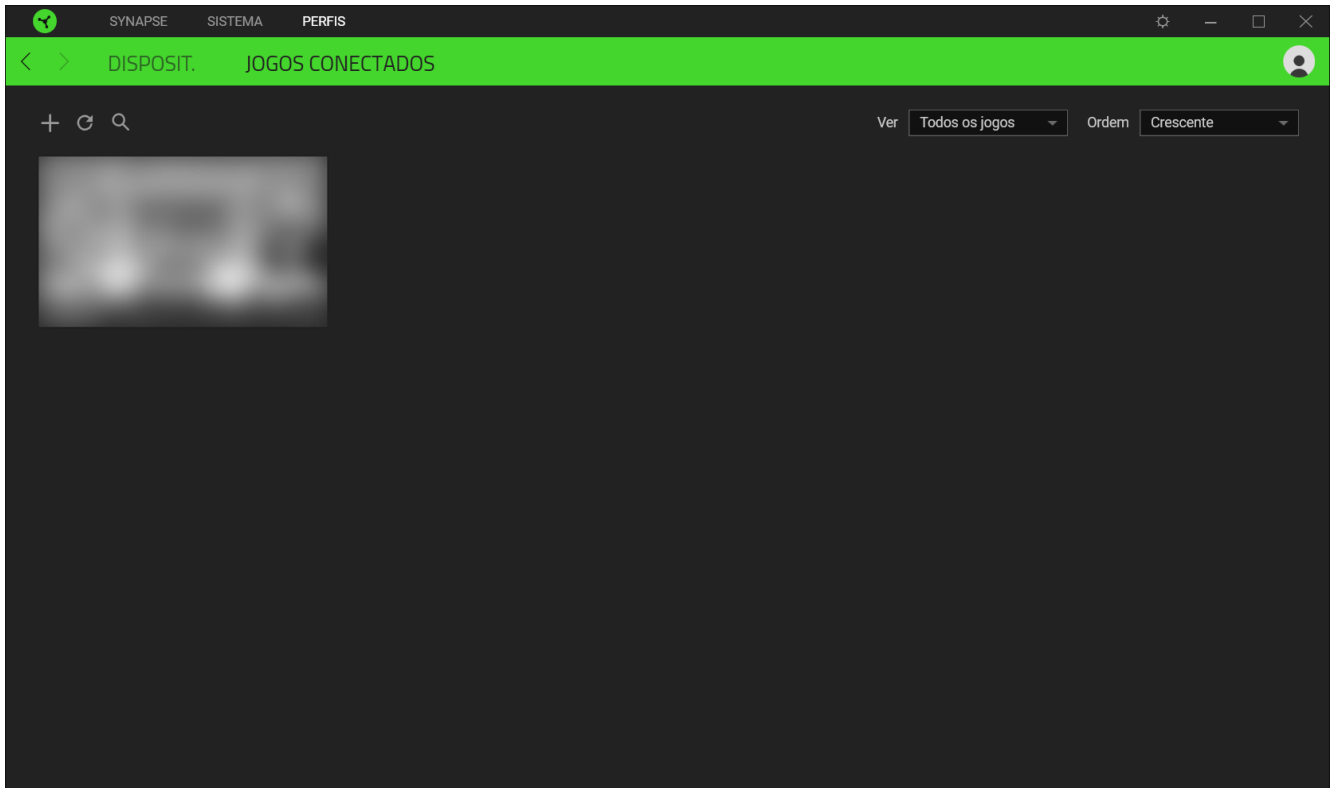 SYNAPSE SISTEMA PERFIS
DISPOSIT. JOGOS CONECTADOS
Ver Todos os jogos Ordem Crescente